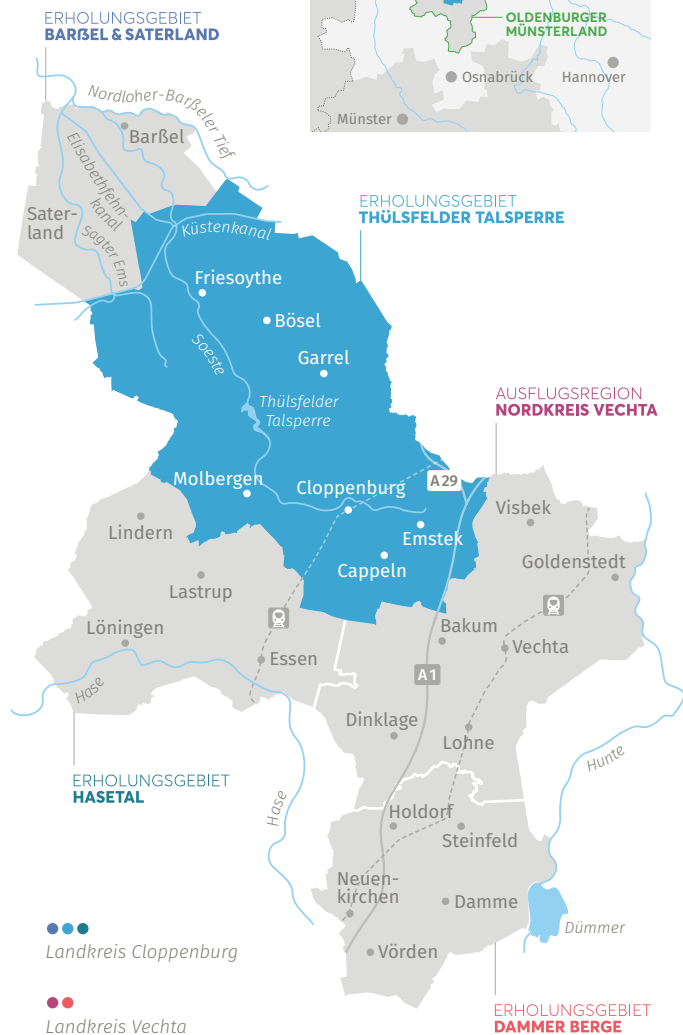 ERHOLUNGSGEBIET
BARßEL & SATERLAND
OLDENBURGER
MÜNSTERLAND
Osnabrück
Hannover
Münster
Nordloher-Barßeler Tief
Barßel
Elisabethfehn-
kanal
Sater-
land
Sagter Ems
Küstenkanal
ERHOLUNGSGEBIET
THÜLSFELDER TALSPERRE
Friesoythe
Bösel
Soeste
Garrel
Thülsfelder
Talsperre
AUSFLUGSREGION
NORDKREIS VECHTA
Molbergen
Cloppenburg
A29
Visbek
Lindern
Emstek
Cappeln
Goldenstedt
Lastrup
Löningen
Bakum
Essen
Vechta
A1
Hase
Dinklage
Lohne
Hunte
ERHOLUNGSGEBIET
HASETAL
Hase
Holdorf
Steinfeld
Neuen-
kirchen
Damme
Dümmer
Landkreis Cloppenburg
Vörden
ERHOLUNGSGEBIET
DAMMER BERGE
Landkreis Vechta